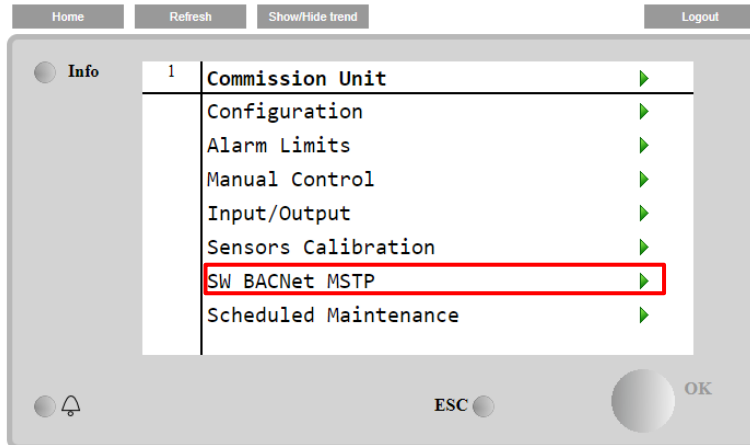 Home Refresh Show/Hide trend Logout
Info
1 Commission Unit
Configuration
Alarm Limits
Manual Control
Input/Output
Sensors Calibration
SW BACNet MSTP
Scheduled Maintenance
ESC OK